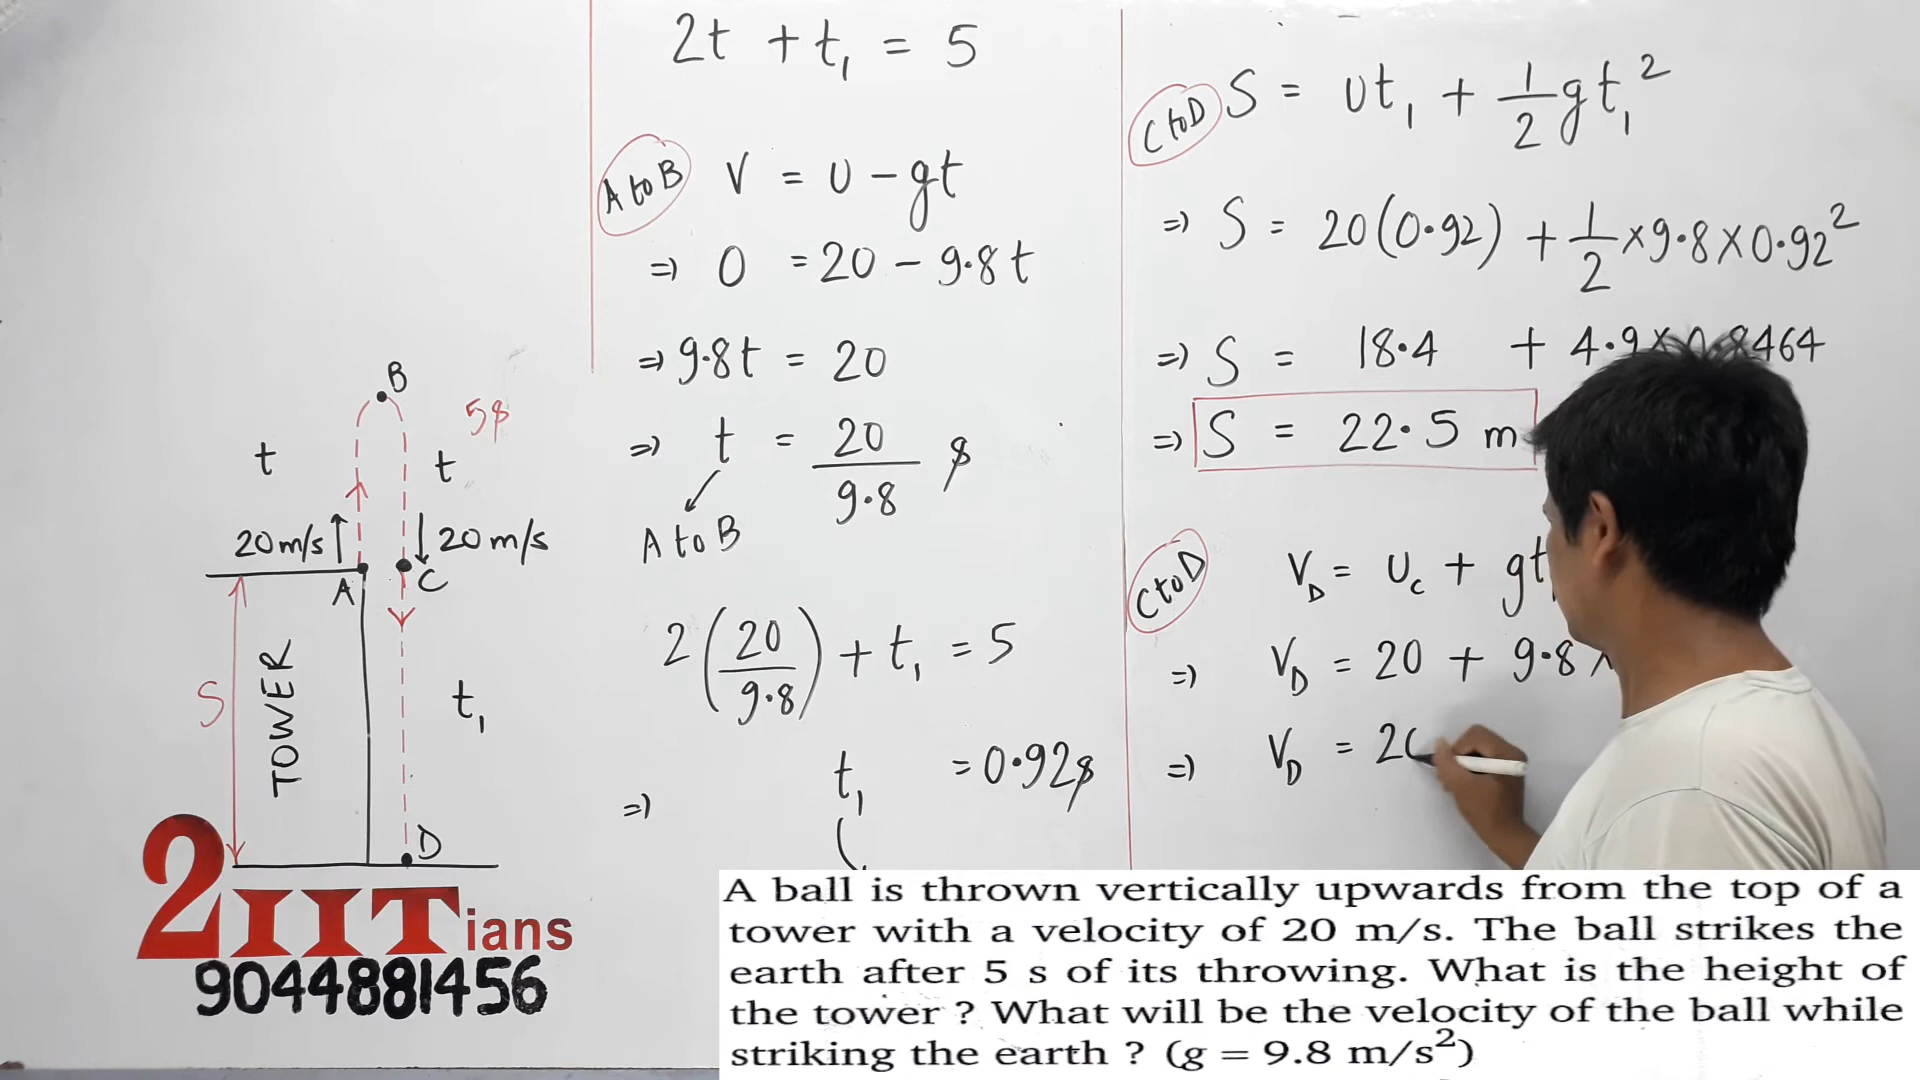 B
5s
t
t
20 m/s
20 m/s
A
C
S
TOWER
t₁
D
2IITians
9044881456
2t + t₁ = 5
A to B
V = U - gt
=> 0 = 20 - 9.8t
=> 9.8t = 20
=> t = 20/9.8 s
A to B
2(20/9.8) + t₁ = 5
=> t₁ = 0.92s
C to D
S = Ut₁ + 1/2 gt₁²
=> S = 20(0.92) + 1/2 × 9.8 × 0.92²
=> S = 18.4 + 4.9 × 0.8464
=> S = 22.5 m
C to D
V_D = U_C + gt
=> V_D = 20 + 9.8
=> V_D = 20
A ball is thrown vertically upwards from the top of a
tower with a velocity of 20 m/s. The ball strikes the
earth after 5 s of its throwing. What is the height of
the tower ? What will be the velocity of the ball while
striking the earth ? (g = 9.8 m/s²)